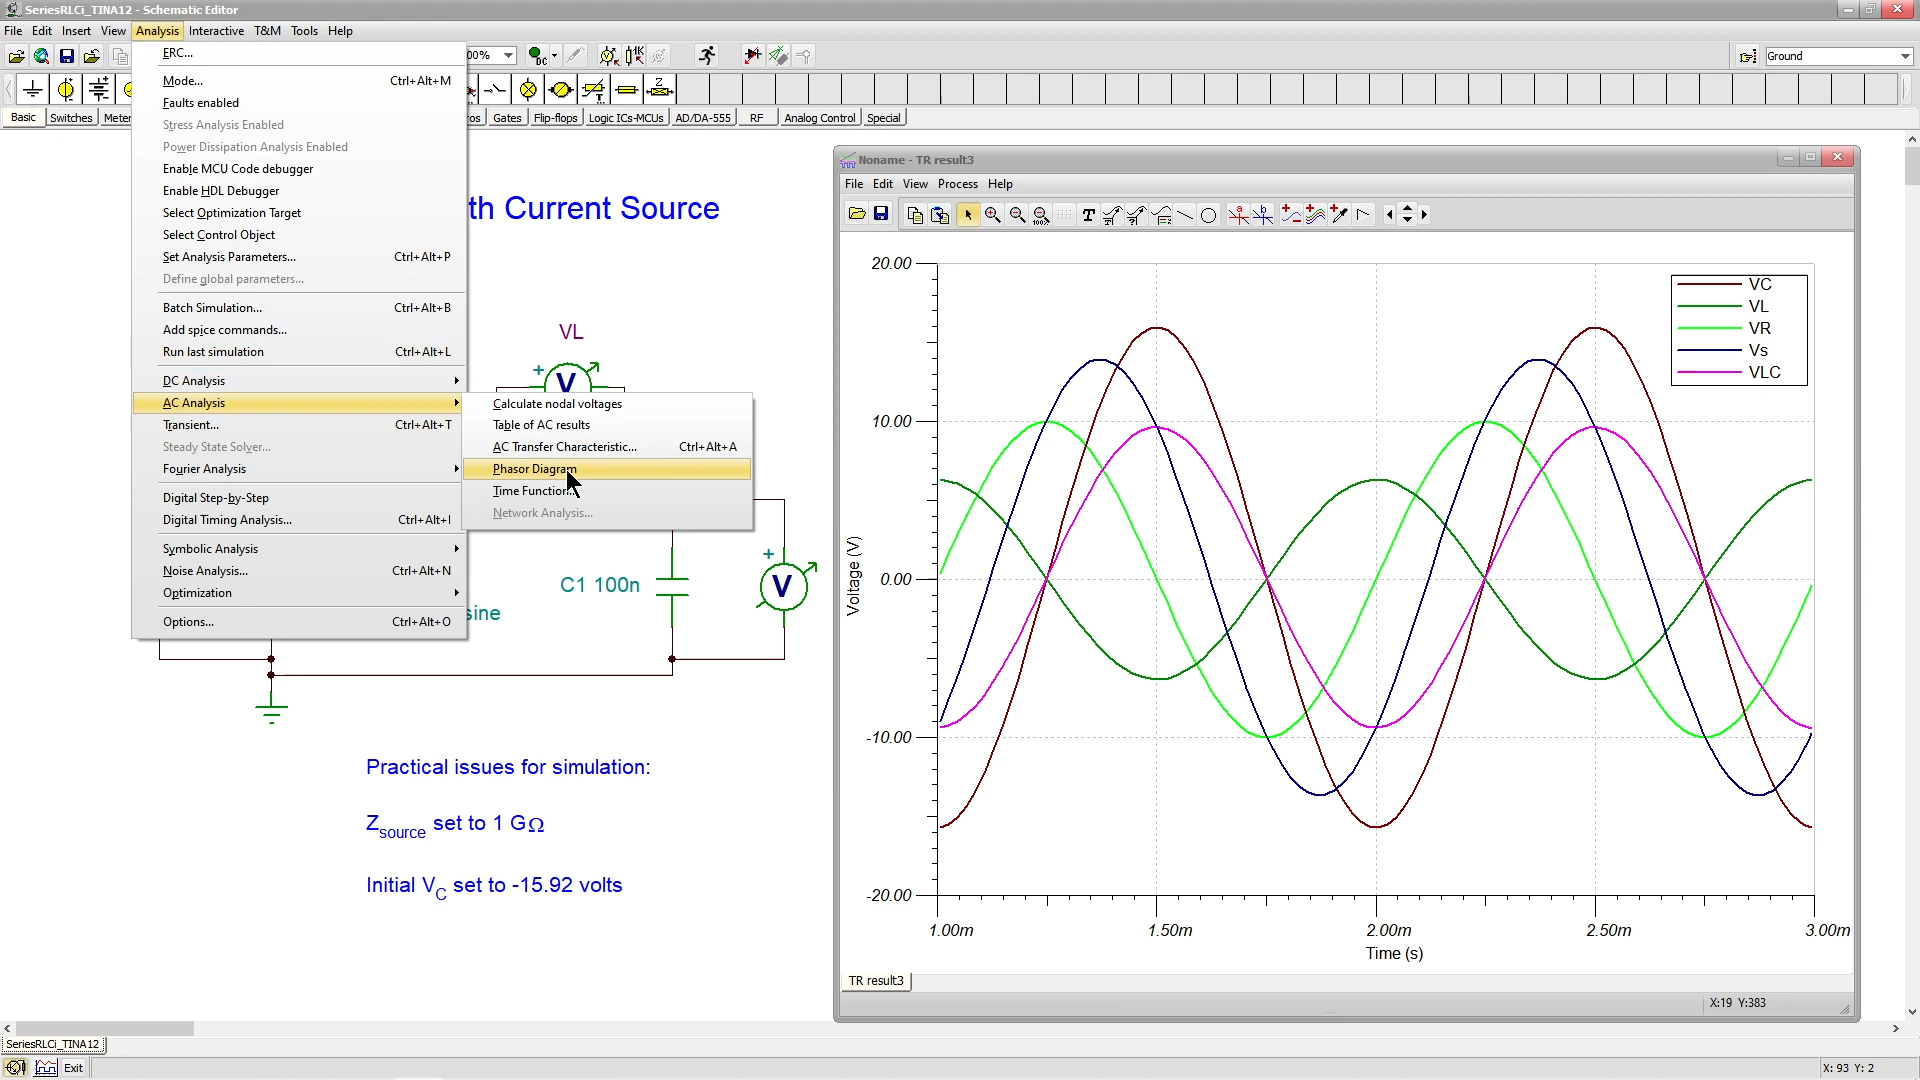 SeriesRLCi_TINA12 - Schematic Editor
File Edit Insert View Analysis Interactive T&M Tools Help
00%
DC
1K
Ground
Z
Basic Switches Meter ros Gates Flip-flops Logic ICs-MCUs AD/DA-555 RF Analog Control Special
ERC...
Mode... Ctrl+Alt+M
Faults enabled
Stress Analysis Enabled
Power Dissipation Analysis Enabled
Enable MCU Code debugger
Enable HDL Debugger
Select Optimization Target
Select Control Object
Set Analysis Parameters... Ctrl+Alt+P
Define global parameters...
Batch Simulation... Ctrl+Alt+B
Add spice commands...
Run last simulation Ctrl+Alt+L
DC Analysis
AC Analysis
Transient... Ctrl+Alt+T
Steady State Solver...
Fourier Analysis
Digital Step-by-Step
Digital Timing Analysis... Ctrl+Alt+I
Symbolic Analysis
Noise Analysis... Ctrl+Alt+N
Optimization
Options... Ctrl+Alt+O
Calculate nodal voltages
Table of AC results
AC Transfer Characteristic... Ctrl+Alt+A
Phasor Diagram
Time Function...
Network Analysis...
th Current Source
VL
+
V
C1 100n
+
V
sine
Practical issues for simulation:
Zsource set to 1 GΩ
Initial VC set to -15.92 volts
Noname - TR result3
File Edit View Process Help
100%
T
a
b
20.00
10.00
0.00
-10.00
-20.00
Voltage (V)
VC
VL
VR
Vs
VLC
1.00m 1.50m 2.00m 2.50m 3.00m
Time (s)
TR result3
X:19 Y:383
SeriesRLCi_TINA12
Exit
X: 93 Y: 2